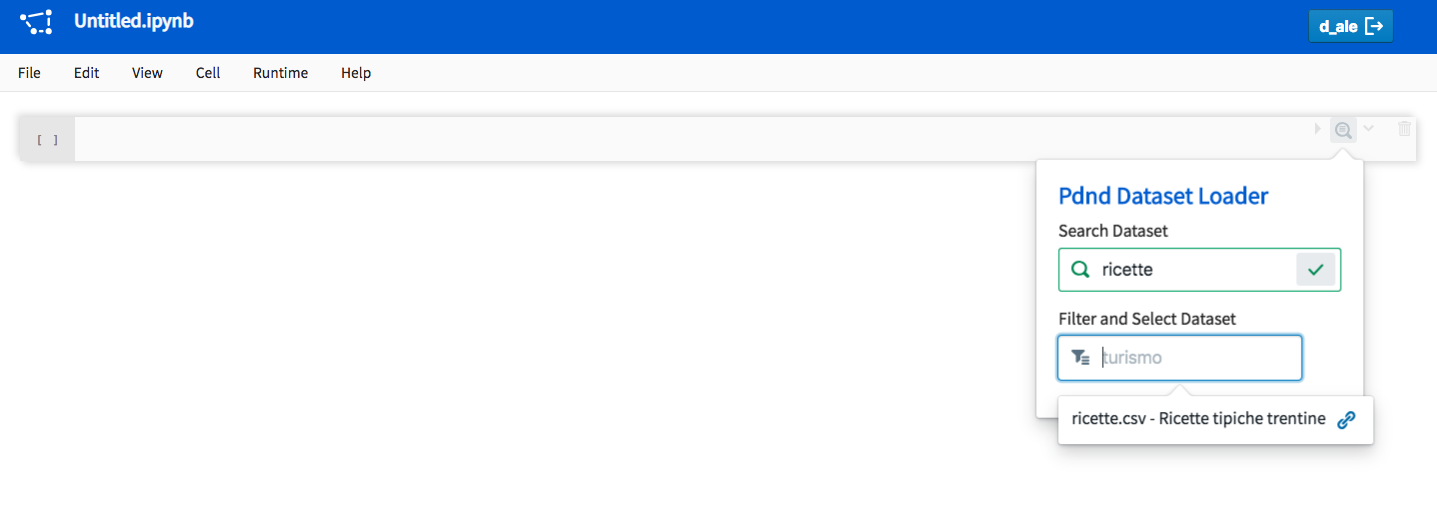 Untitled.ipynb
d_ale
File Edit View Cell Runtime Help
[ ]
Pdnd Dataset Loader
Search Dataset
ricette
Filter and Select Dataset
turismo
ricette.csv - Ricette tipiche trentine